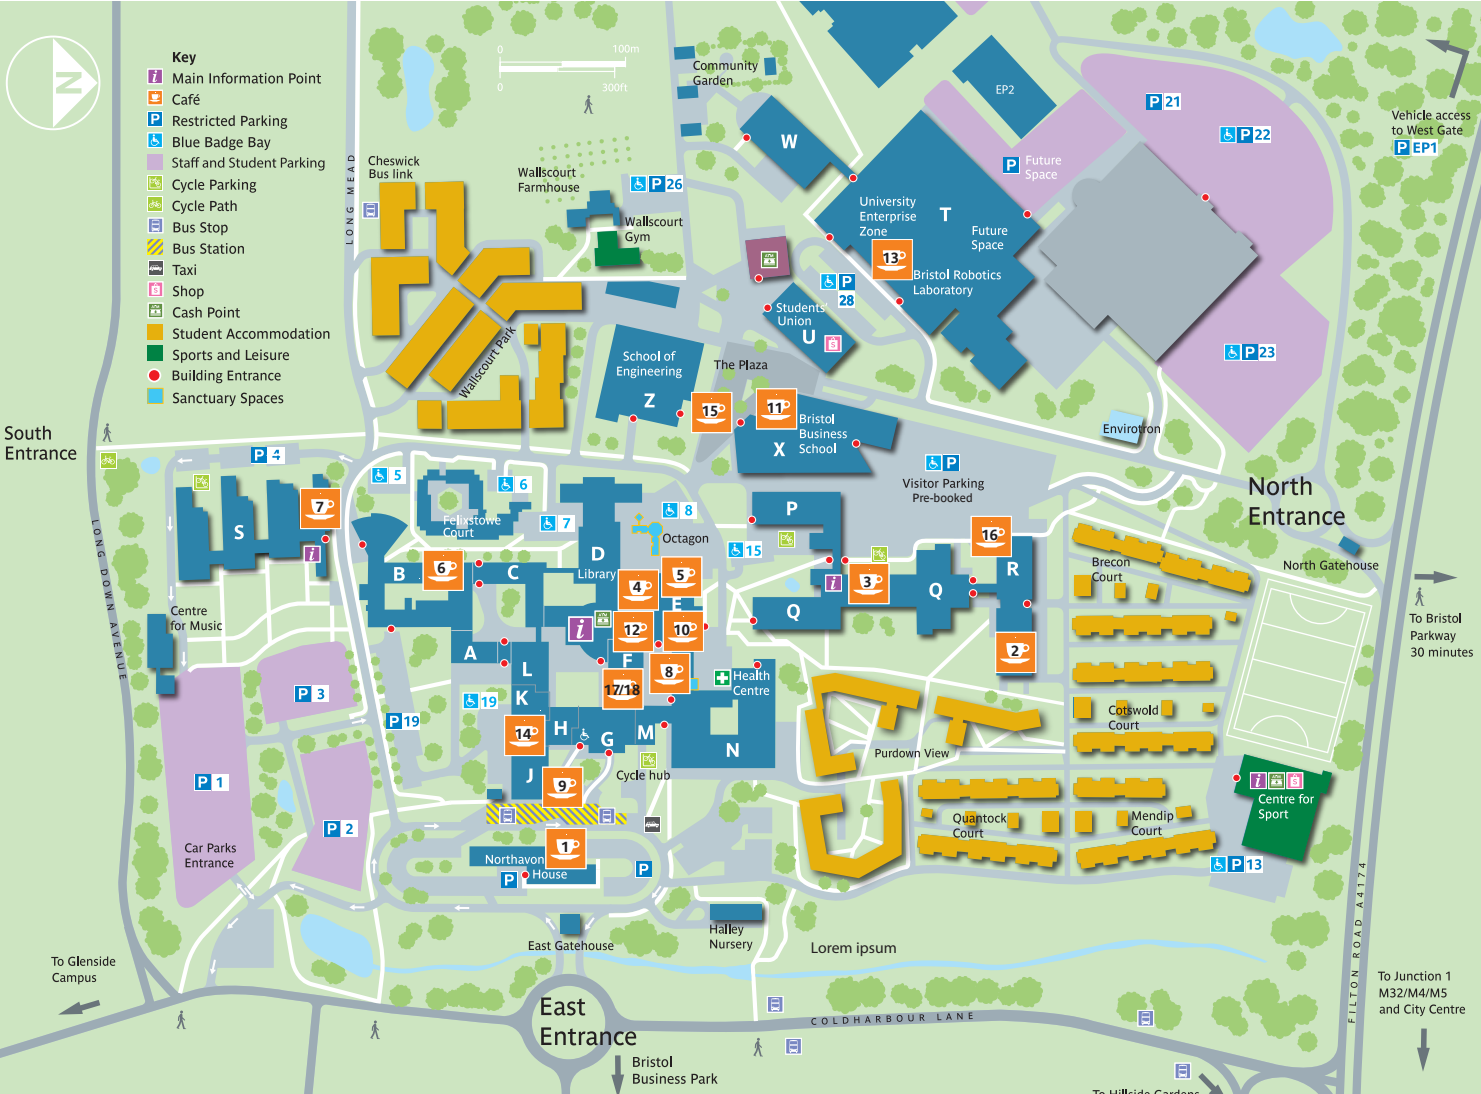 N
Key
Main Information Point
Café
Restricted Parking
Blue Badge Bay
Staff and Student Parking
Cycle Parking
Cycle Path
Bus Stop
Bus Station
Taxi
Shop
Cash Point
Student Accommodation
Sports and Leisure
Building Entrance
Sanctuary Spaces
0 100m
0 300ft
LONG MEAD
Cheswick
Bus link
Community
Garden
Wallscourt
Farmhouse
P 26
Wallscourt
Gym
W
EP2
P 21
P 22
Vehicle access
to West Gate
P EP1
P Future
Space
University
Enterprise
Zone
T
Future
Space
13
Bristol Robotics
Laboratory
P
28
Students'
Union
U
P 23
Wallscourt Park
School of
Engineering
Z
The Plaza
15
11
Bristol
Business
School
X
Envirotron
South
Entrance
P 4
5
6
7
8
P
Visitor Parking
Pre-booked
North
Entrance
S
7
Felixstowe
Court
D
Library
Octagon
P
15
16
Brecon
Court
North Gatehouse
LONG DOWN AVENUE
B
6
C
4
5
E
3
Q
Q
R
To Bristol
Parkway
30 minutes
Centre
for Music
12
10
2
A
L
F
8
Health
Centre
P 3
19
K
17/18
P 19
14
H
G
M
N
Cotswold
Court
Purdown View
J
9
Cycle hub
P 1
P 2
Quantock
Court
Mendip
Court
Centre for
Sport
Car Parks
Entrance
1
Northavon
House
P
P
P 13
FILTON ROAD A4174
East Gatehouse
Halley
Nursery
Lorem ipsum
To Glenside
Campus
To Junction 1
M32/M4/M5
and City Centre
East
Entrance
COLDHARBOUR LANE
Bristol
Business Park
To Hillside Gardens